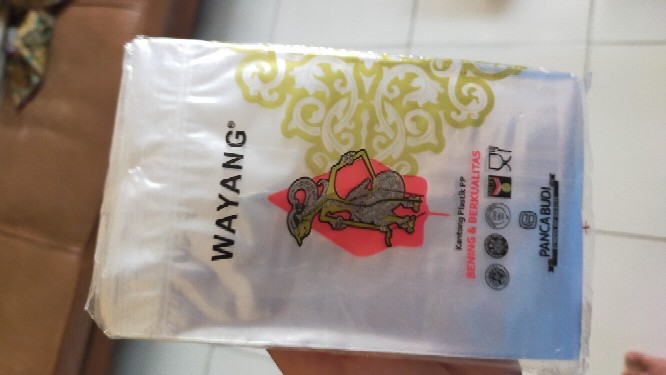 WAYANG®
Kantong Plastik PP
BENING & BERKUALITAS
PANCA BUDI